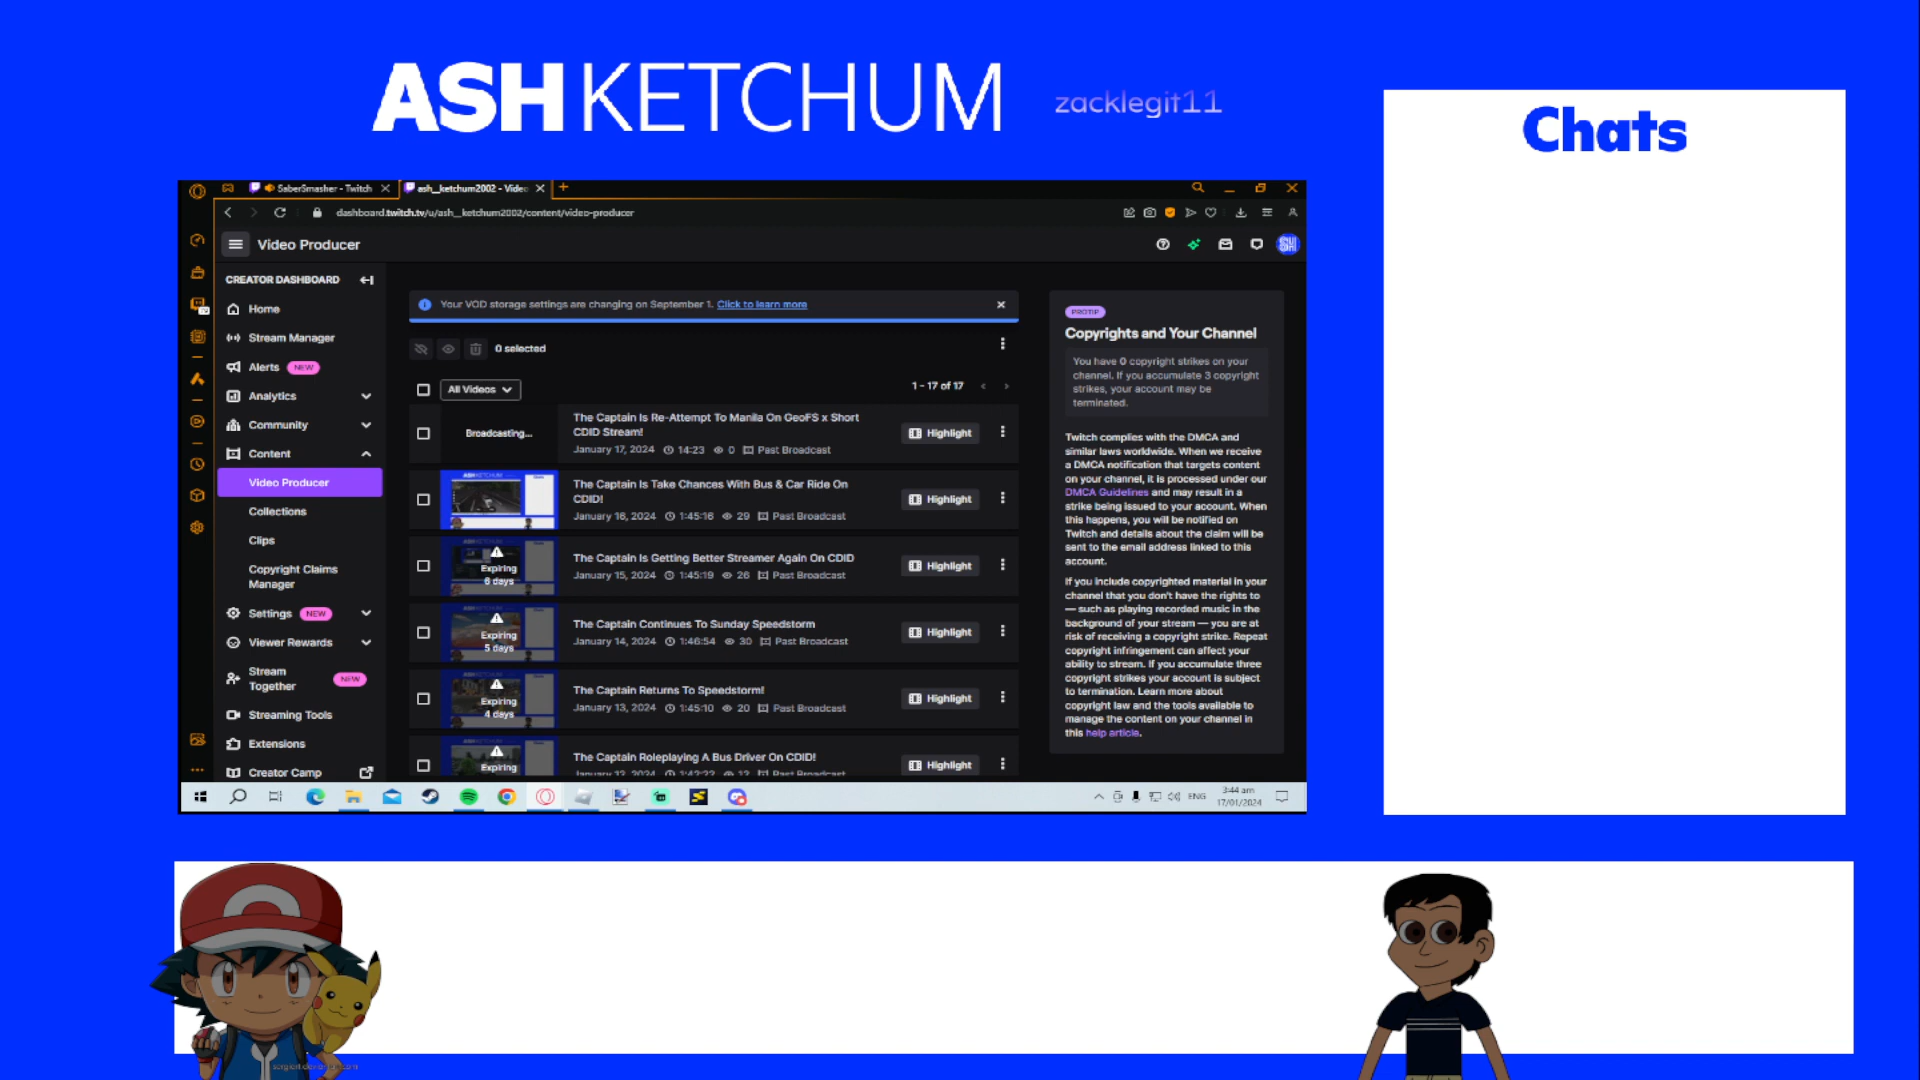 ASHKETCHUM
zacklegit11
Chats
SaberSmasher - Twitch
ash_ketchum2002 - Video
dashboard.twitch.tv/u/ash__ketchum2002/content/video-producer
Video Producer
CREATOR DASHBOARD
Home
Stream Manager
Alerts NEW
Analytics
Community
Content
Video Producer
Collections
Clips
Copyright Claims
Manager
Settings NEW
Viewer Rewards
Stream
Together NEW
Streaming Tools
Extensions
Creator Camp
Your VOD storage settings are changing on September 1. Click to learn more
0 selected
All Videos
1 - 17 of 17
Broadcasting...
The Captain Is Re-Attempt To Manila On GeoFS x Short
CDID Stream!
January 17, 2024 14:23 0 Past Broadcast
Highlight
The Captain Is Take Chances With Bus & Car Ride On
CDID!
January 16, 2024 1:45:16 29 Past Broadcast
Highlight
Expiring
6 days
The Captain Is Getting Better Streamer Again On CDID
January 15, 2024 1:45:19 26 Past Broadcast
Highlight
Expiring
5 days
The Captain Continues To Sunday Speedstorm
January 14, 2024 1:46:54 30 Past Broadcast
Highlight
Expiring
4 days
The Captain Returns To Speedstorm!
January 13, 2024 1:45:10 20 Past Broadcast
Highlight
Expiring
The Captain Roleplaying A Bus Driver On CDID!
January 12, 2024 1:42:22 12 Past Broadcast
Highlight
PROTIP
Copyrights and Your Channel
You have 0 copyright strikes on your
channel. If you accumulate 3 copyright
strikes, your account may be
terminated.
Twitch complies with the DMCA and
similar laws worldwide. When we receive
a DMCA notification that targets content
on your channel, it is processed under our
DMCA Guidelines and may result in a
strike being issued to your account. When
this happens, you will be notified on
Twitch and details about the claim will be
sent to the email address linked to this
account.
If you include copyrighted material in your
channel that you don't have the rights to
— such as playing recorded music in the
background of your stream — you are at
risk of receiving a copyright strike. Repeat
copyright infringement can affect your
ability to stream. If you accumulate three
copyright strikes your account is subject
to termination. Learn more about
copyright law and the tools available to
manage the content on your channel in
this help article.
ENG
3:44 am
17/01/2024